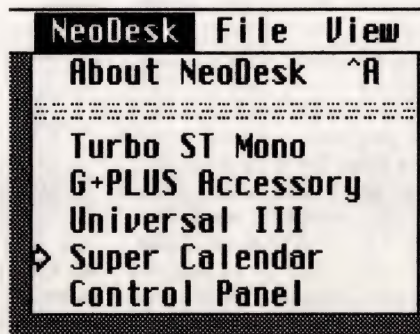 NeoDesk File View
About NeoDesk ^A
Turbo ST Mono
G+PLUS Accessory
Universal III
Super Calendar
Control Panel